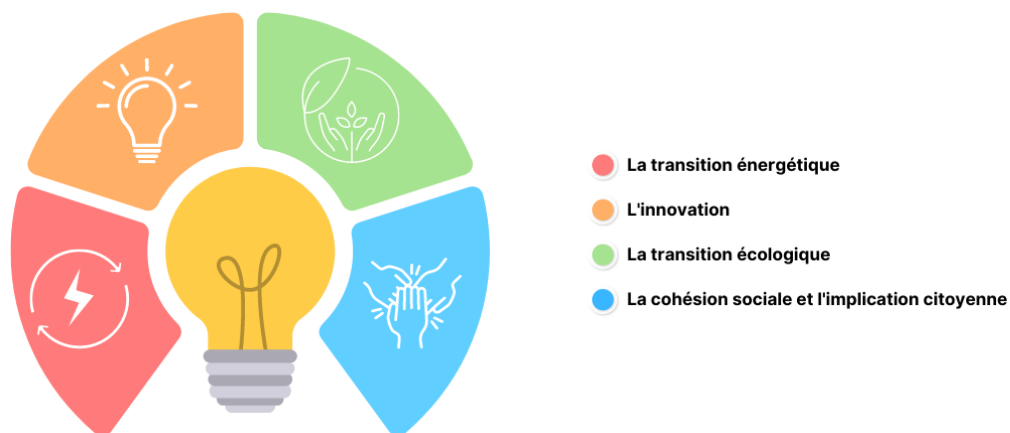 La transition énergétique
L'innovation
La transition écologique
La cohésion sociale et l'implication citoyenne